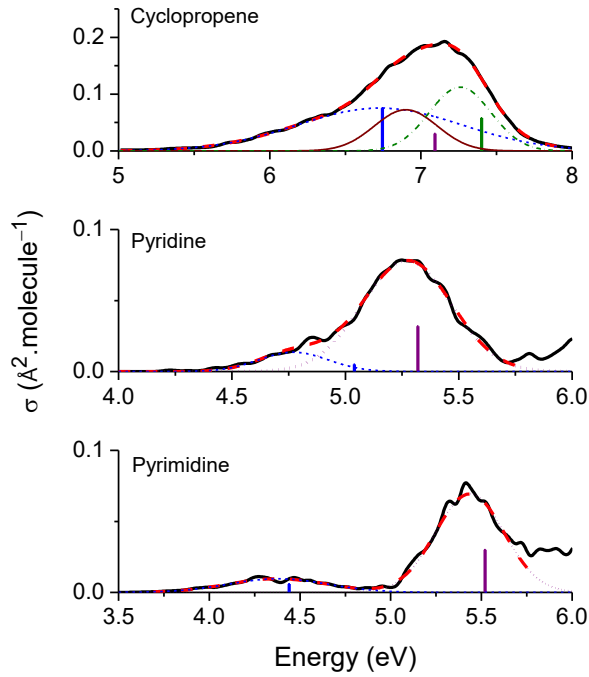 Cyclopropene
0.2
0.1
0.0
5 6 7 8
Pyridine
0.1
0.0
4.0 4.5 5.0 5.5 6.0
σ (Å².molecule⁻¹)
Pyrimidine
0.1
0.0
3.5 4.0 4.5 5.0 5.5 6.0
Energy (eV)